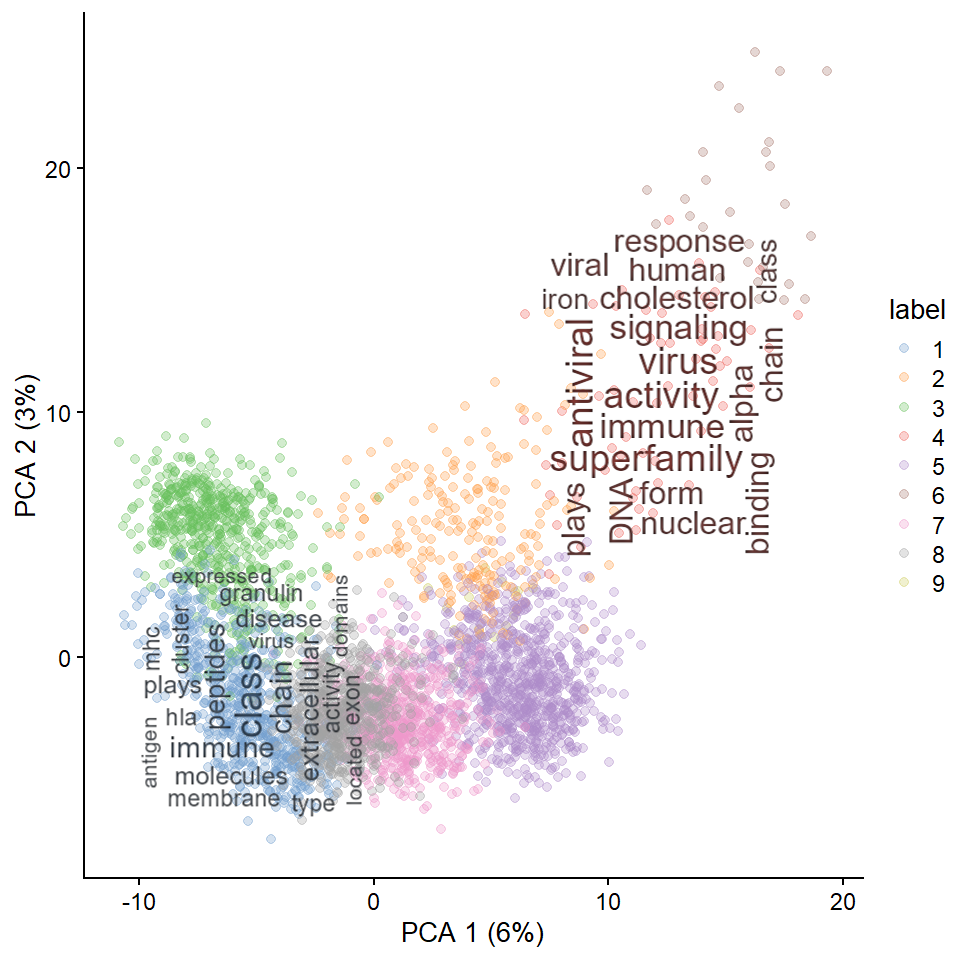 20
10
0
-10
0
10
20
PCA 1 (6%)
PCA 2 (3%)
response
viral
human
class
iron
cholesterol
signaling
antiviral
virus
chain
activity
alpha
immune
superfamily
plays
DNA
form
binding
nuclear
expressed
granulin
domains
cluster
disease
mhc
peptides
virus
class
chain
extracellular
activity
exon
plays
hla
antigen
immune
located
molecules
membrane
type
label
1
2
3
4
5
6
7
8
9